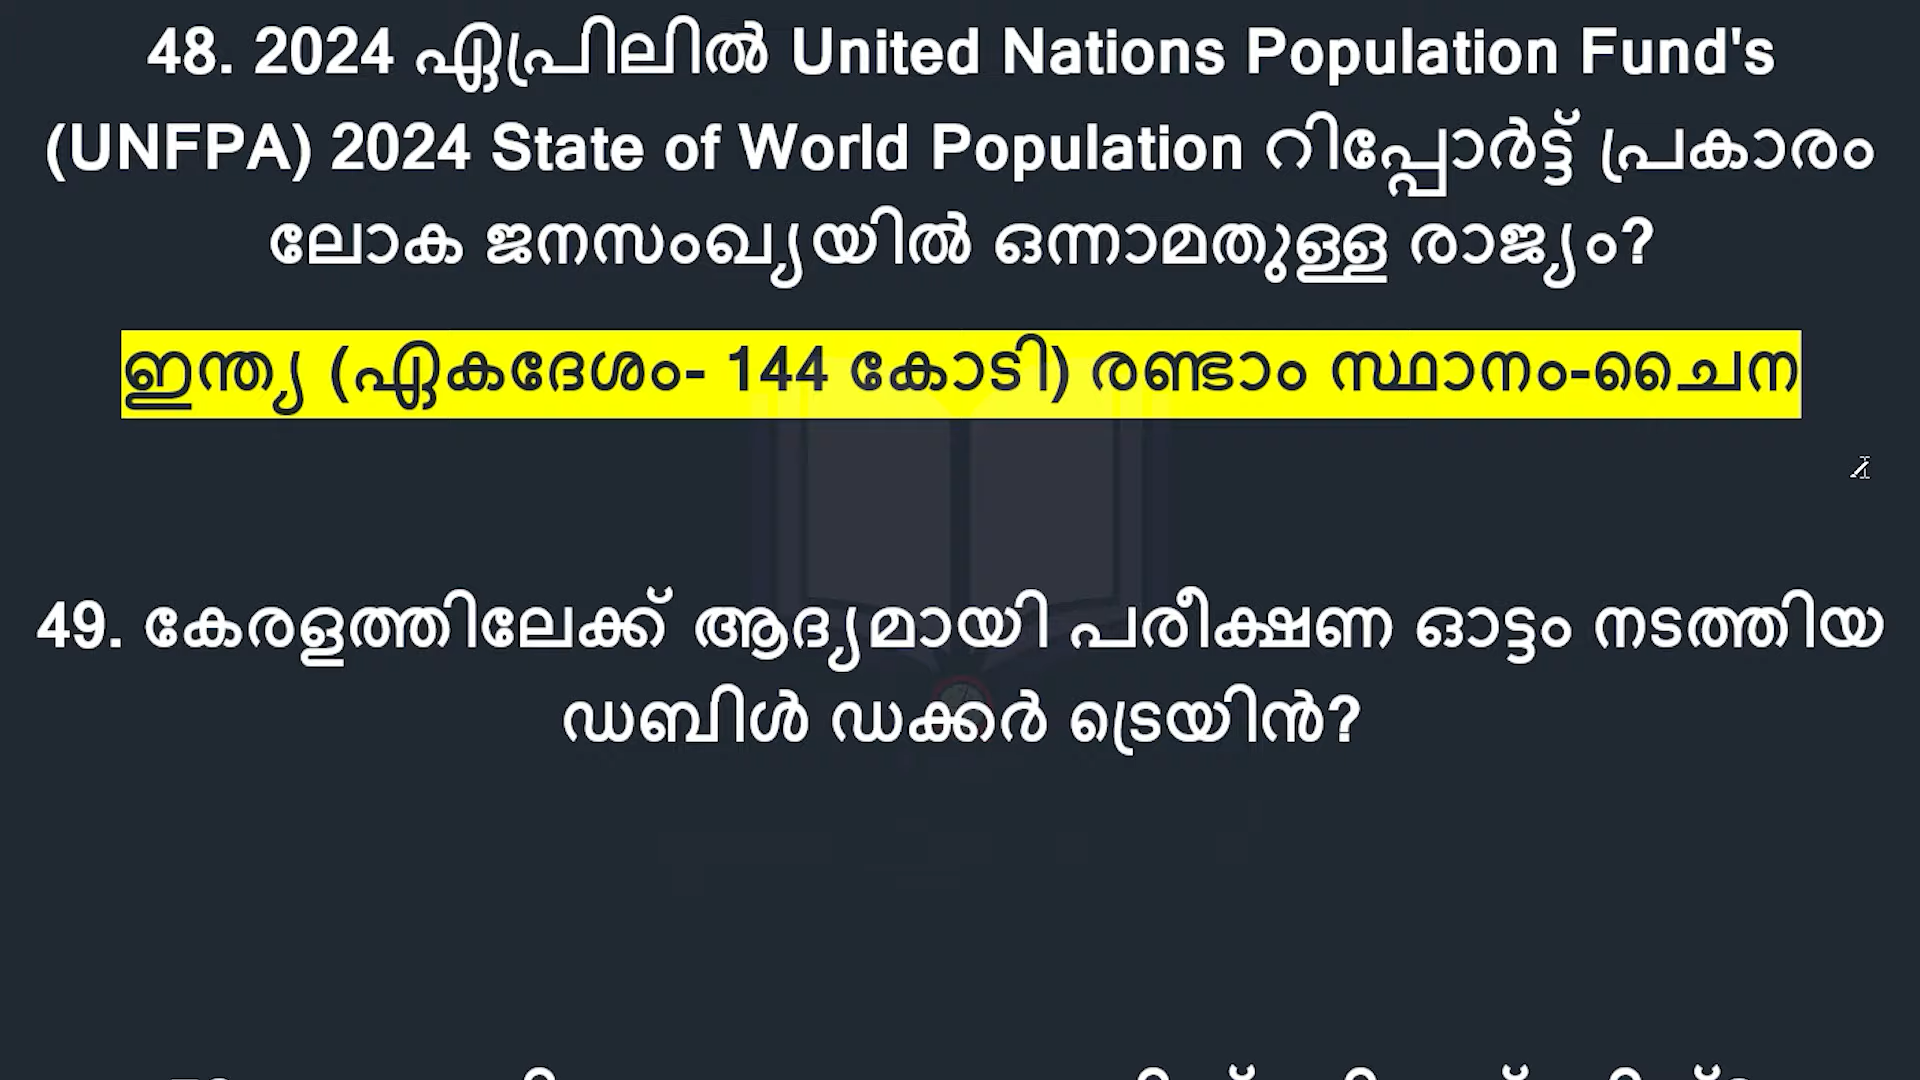 48. 2024 ഏപ്രിലിൽ United Nations Population Fund's
(UNFPA) 2024 State of World Population റിപ്പോർട്ട് പ്രകാരം
ലോക ജനസംഖ്യയിൽ ഒന്നാമതുള്ള രാജ്യം?
ഇന്ത്യ (ഏകദേശം- 144 കോടി) രണ്ടാം സ്ഥാനം-ചൈന
49. കേരളത്തിലേക്ക് ആദ്യമായി പരീക്ഷണ ഓട്ടം നടത്തിയ
ഡബിൾ ഡക്കർ ട്രെയിൻ?